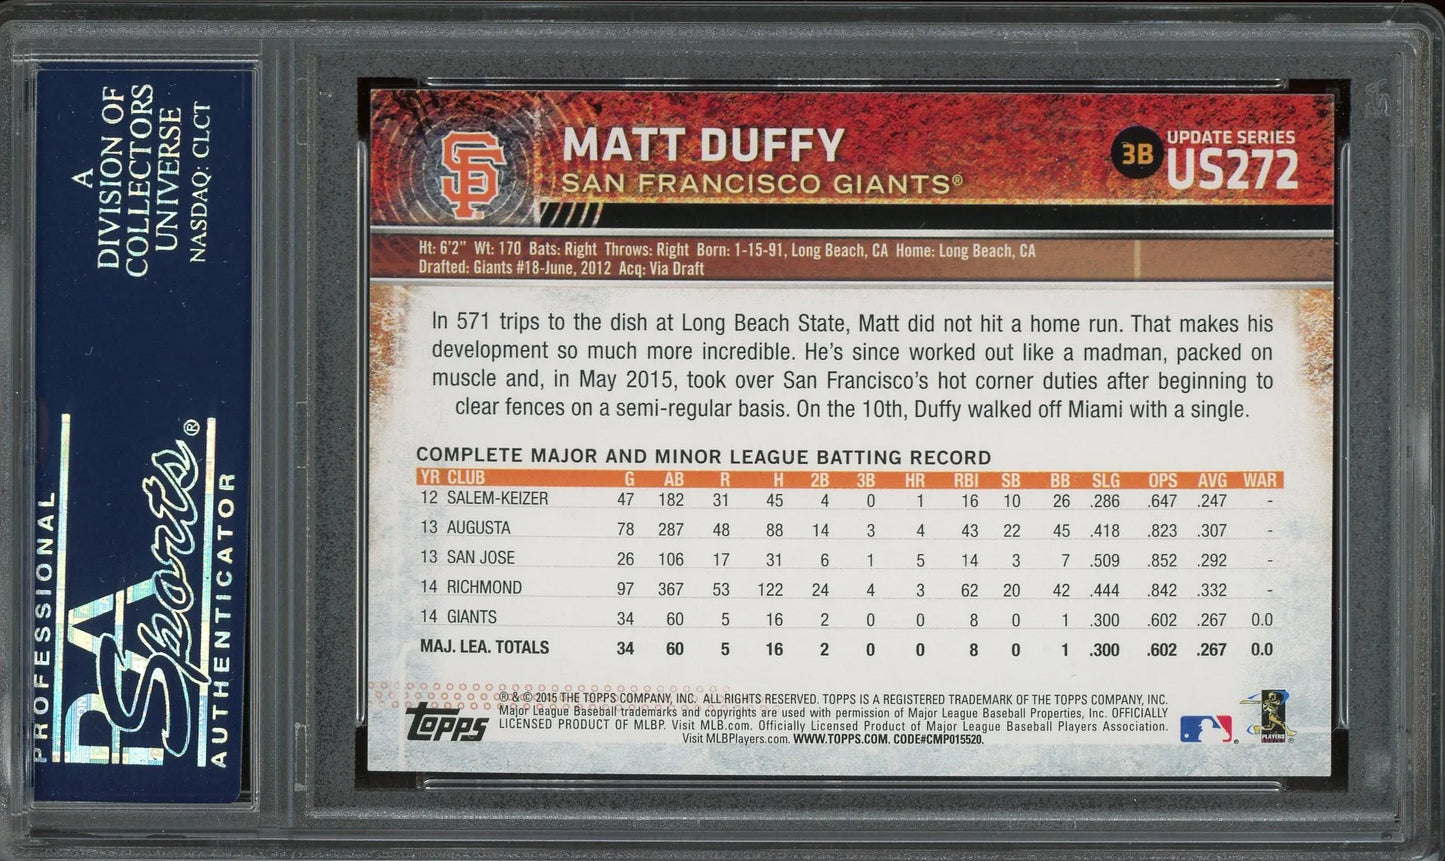 A
DIVISION OF
COLLECTORS
UNIVERSE
NASDAQ: CLCT
PROFESSIONAL
PSA
Sports®
AUTHENTICATOR
SF
MATT DUFFY
SAN FRANCISCO GIANTS®
3B
UPDATE SERIES
US272
Ht: 6'2" Wt: 170 Bats: Right Throws: Right Born: 1-15-91, Long Beach, CA Home: Long Beach, CA
Drafted: Giants #18-June, 2012 Acq: Via Draft
In 571 trips to the dish at Long Beach State, Matt did not hit a home run. That makes his
development so much more incredible. He's since worked out like a madman, packed on
muscle and, in May 2015, took over San Francisco's hot corner duties after beginning to
clear fences on a semi-regular basis. On the 10th, Duffy walked off Miami with a single.
COMPLETE MAJOR AND MINOR LEAGUE BATTING RECORD
YR CLUB G AB R H 2B 3B HR RBI SB BB SLG OPS AVG WAR
12 SALEM-KEIZER 47 182 31 45 4 0 1 16 10 26 .286 .647 .247 -
13 AUGUSTA 78 287 48 88 14 3 4 43 22 45 .418 .823 .307 -
13 SAN JOSE 26 106 17 31 6 1 5 14 3 7 .509 .852 .292 -
14 RICHMOND 97 367 53 122 24 4 3 62 20 42 .444 .842 .332 -
14 GIANTS 34 60 5 16 2 0 0 8 0 1 .300 .602 .267 0.0
MAJ. LEA. TOTALS 34 60 5 16 2 0 0 8 0 1 .300 .602 .267 0.0
topps
® & © 2015 THE TOPPS COMPANY, INC. ALL RIGHTS RESERVED. TOPPS IS A REGISTERED TRADEMARK OF THE TOPPS COMPANY, INC.
Major League Baseball trademarks and copyrights are used with permission of Major League Baseball Properties, Inc. OFFICIALLY
LICENSED PRODUCT OF MLBP. Visit MLB.com. Officially Licensed Product of Major League Baseball Players Association.
Visit MLBPlayers.com. WWW.TOPPS.COM. CODE#CMP015520.
PLAYERS